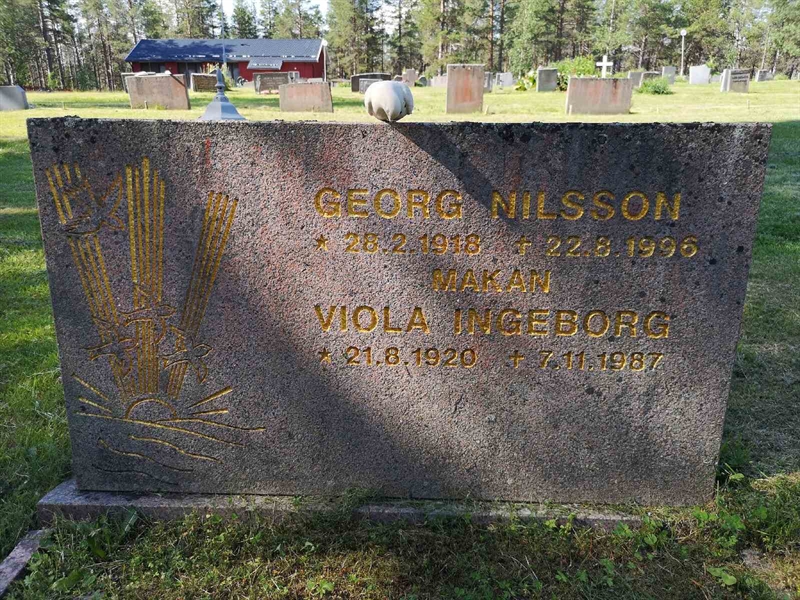 GEORG NILSSON
★ 28.2.1918 ✝ 22.8.1996
MAKAN
VIOLA INGEBORG
★ 21.8.1920 ✝ 7.11.1987